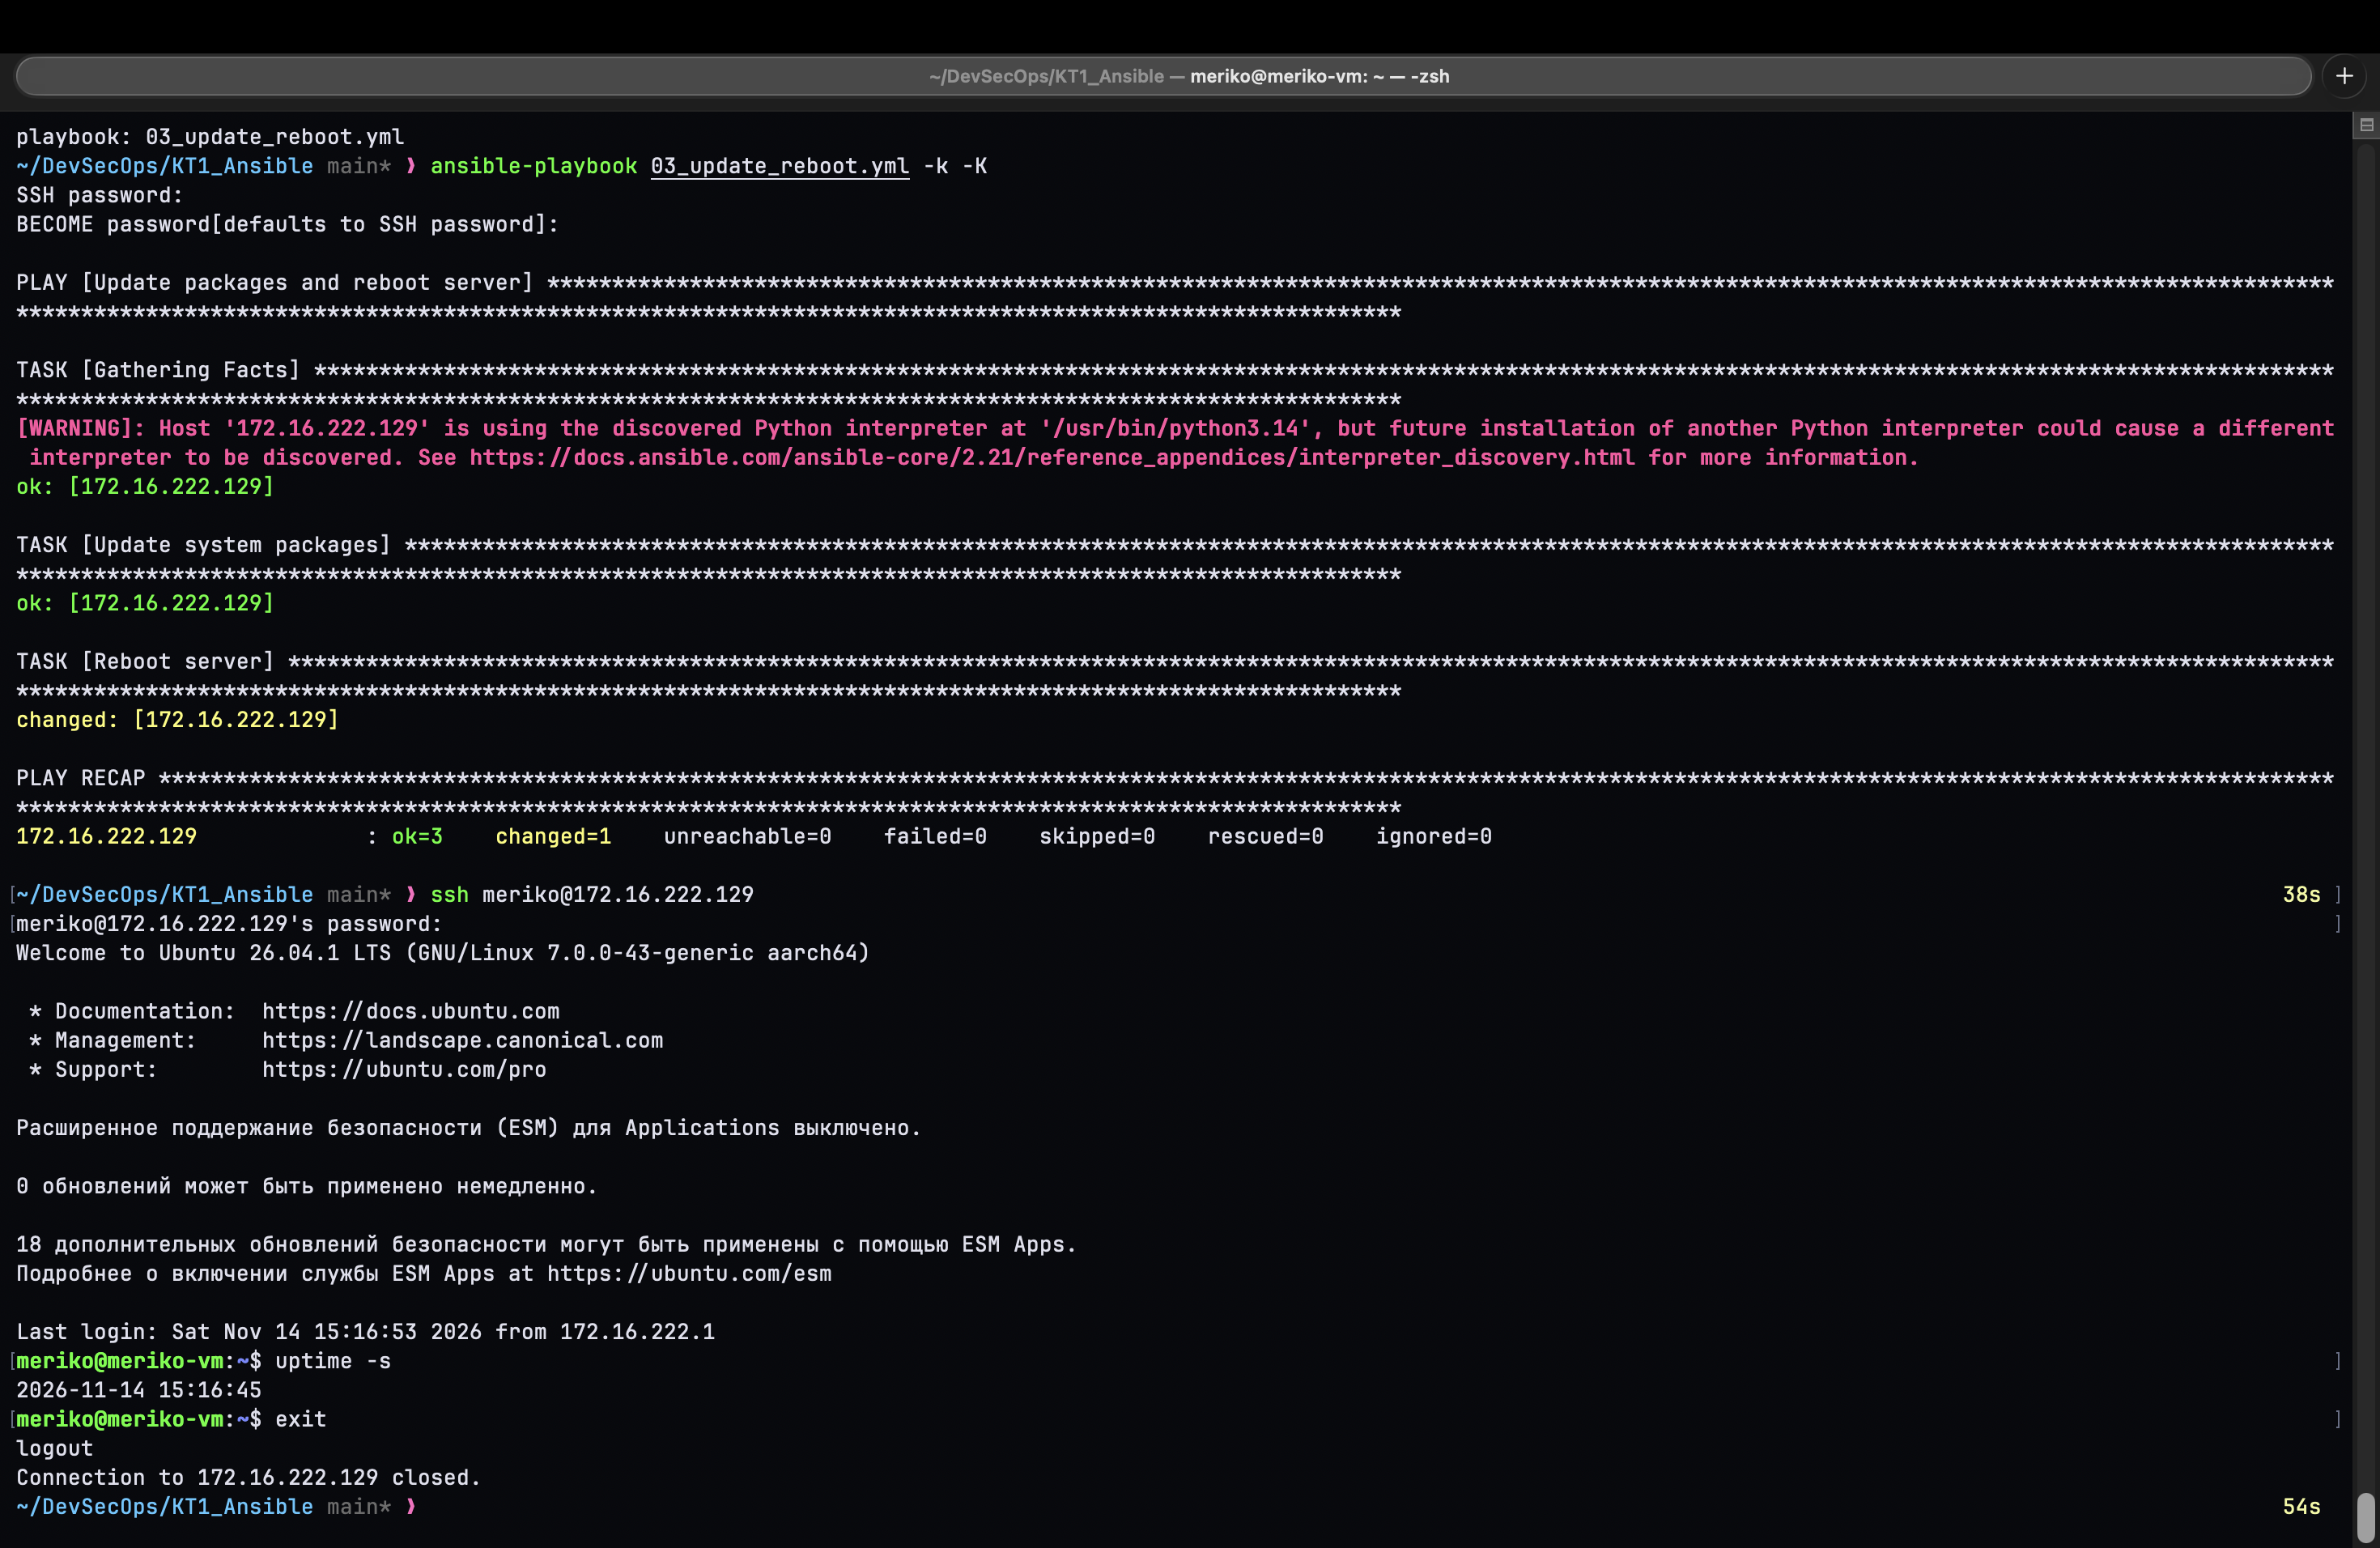 ~/DevSecOps/KT1_Ansible — meriko@meriko-vm: ~ — -zsh
playbook: 03_update_reboot.yml
~/DevSecOps/KT1_Ansible main* ❯ ansible-playbook 03_update_reboot.yml -k -K
SSH password:
BECOME password[defaults to SSH password]:
PLAY [Update packages and reboot server] ******************************************************************************************************************************************
***********************************************************************************************************
TASK [Gathering Facts] ************************************************************************************************************************************************************
***********************************************************************************************************
[WARNING]: Host '172.16.222.129' is using the discovered Python interpreter at '/usr/bin/python3.14', but future installation of another Python interpreter could cause a different
interpreter to be discovered. See https://docs.ansible.com/ansible-core/2.21/reference_appendices/interpreter_discovery.html for more information.
ok: [172.16.222.129]
TASK [Update system packages] *****************************************************************************************************************************************************
***********************************************************************************************************
ok: [172.16.222.129]
TASK [Reboot server] **************************************************************************************************************************************************************
***********************************************************************************************************
changed: [172.16.222.129]
PLAY RECAP ************************************************************************************************************************************************************************
***********************************************************************************************************
172.16.222.129             : ok=3    changed=1    unreachable=0    failed=0    skipped=0    rescued=0    ignored=0
[~/DevSecOps/KT1_Ansible main* ❯ ssh meriko@172.16.222.129 38s ]
[meriko@172.16.222.129's password: ]
Welcome to Ubuntu 26.04.1 LTS (GNU/Linux 7.0.0-43-generic aarch64)
* Documentation:  https://docs.ubuntu.com
* Management:     https://landscape.canonical.com
* Support:        https://ubuntu.com/pro
Расширенное поддержание безопасности (ESM) для Applications выключено.
0 обновлений может быть применено немедленно.
18 дополнительных обновлений безопасности могут быть применены с помощью ESM Apps.
Подробнее о включении службы ESM Apps at https://ubuntu.com/esm
Last login: Sat Nov 14 15:16:53 2026 from 172.16.222.1
[meriko@meriko-vm:~$ uptime -s ]
2026-11-14 15:16:45
[meriko@meriko-vm:~$ exit ]
logout
Connection to 172.16.222.129 closed.
~/DevSecOps/KT1_Ansible main* ❯ 54s